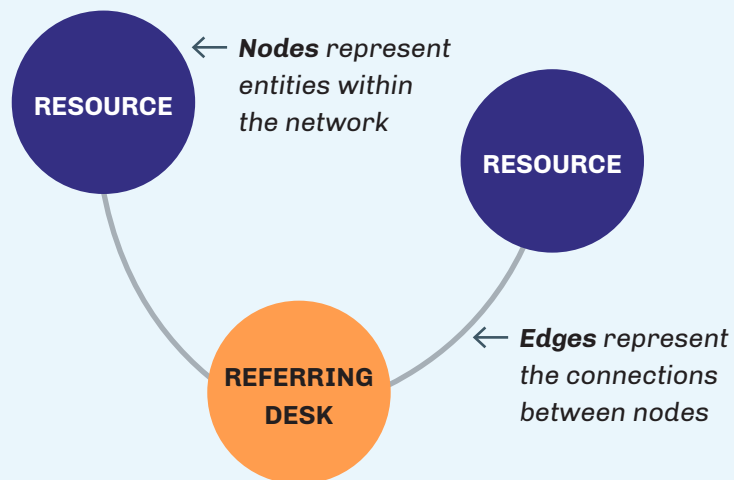 Nodes represent
entities within
the network
RESOURCE
RESOURCE
Edges represent
the connections
between nodes
REFERRING
DESK